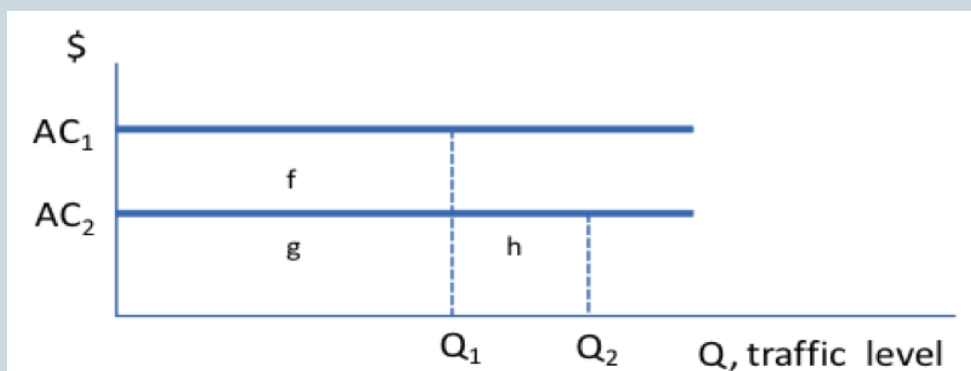 $
AC₁
f
AC₂
g h
Q₁ Q₂ Q, traffic level